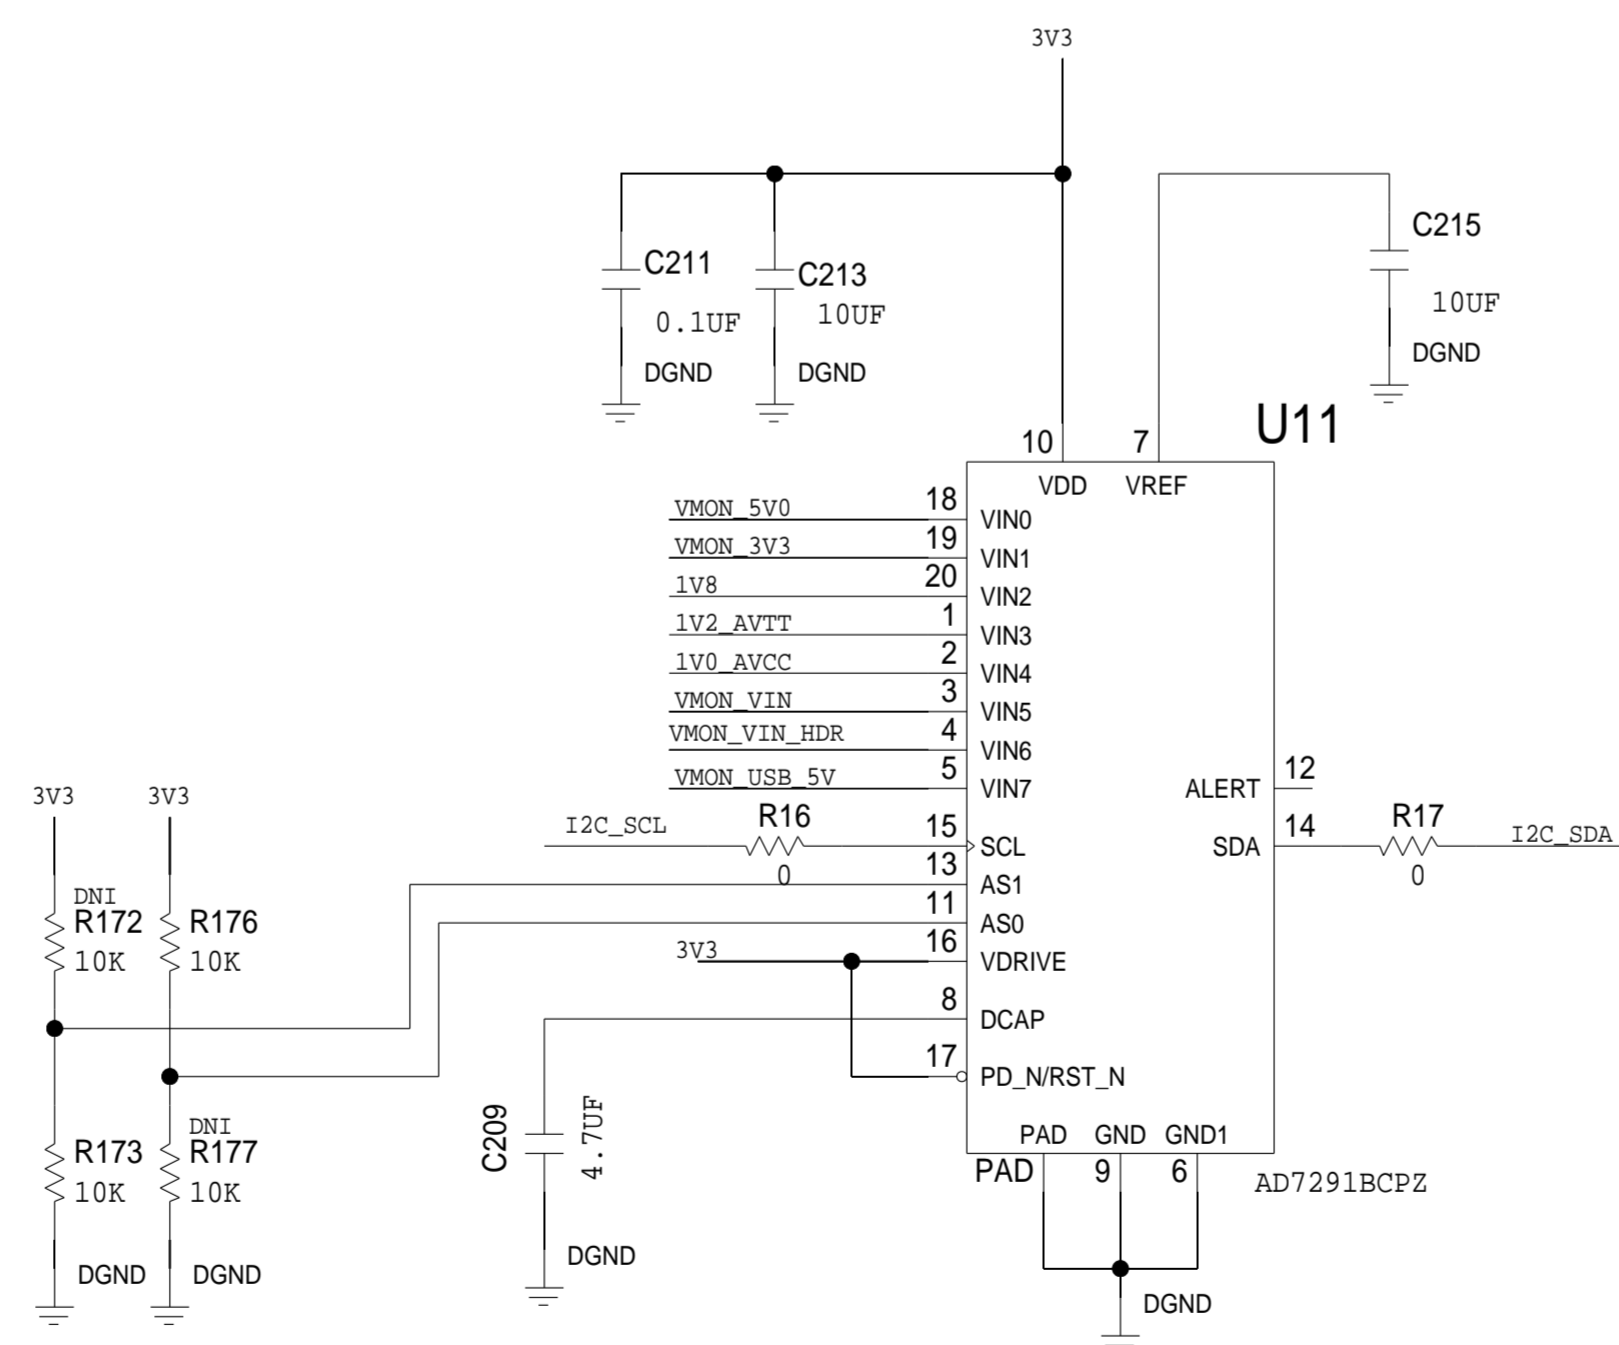 3V3
C211
0.1UF
DGND
C213
10UF
DGND
C215
10UF
DGND
U11
10
7
VDD
VREF
VMON_5V0
18
VIN0
VMON_3V3
19
VIN1
1V8
20
VIN2
1V2_AVTT
1
VIN3
1V0_AVCC
2
VIN4
VMON_VIN
3
VIN5
VMON_VIN_HDR
4
VIN6
VMON_USB_5V
5
VIN7
ALERT
12
I2C_SCL
R16
0
15
SCL
SDA
14
R17
0
I2C_SDA
13
AS1
11
AS0
3V3
16
VDRIVE
8
DCAP
17
PD_N/RST_N
3V3
3V3
DNI
R172
10K
R176
10K
R173
10K
DNI
R177
10K
DGND
DGND
C209
4.7UF
DGND
PAD
GND
GND1
PAD
9
6
AD7291BCPZ
DGND